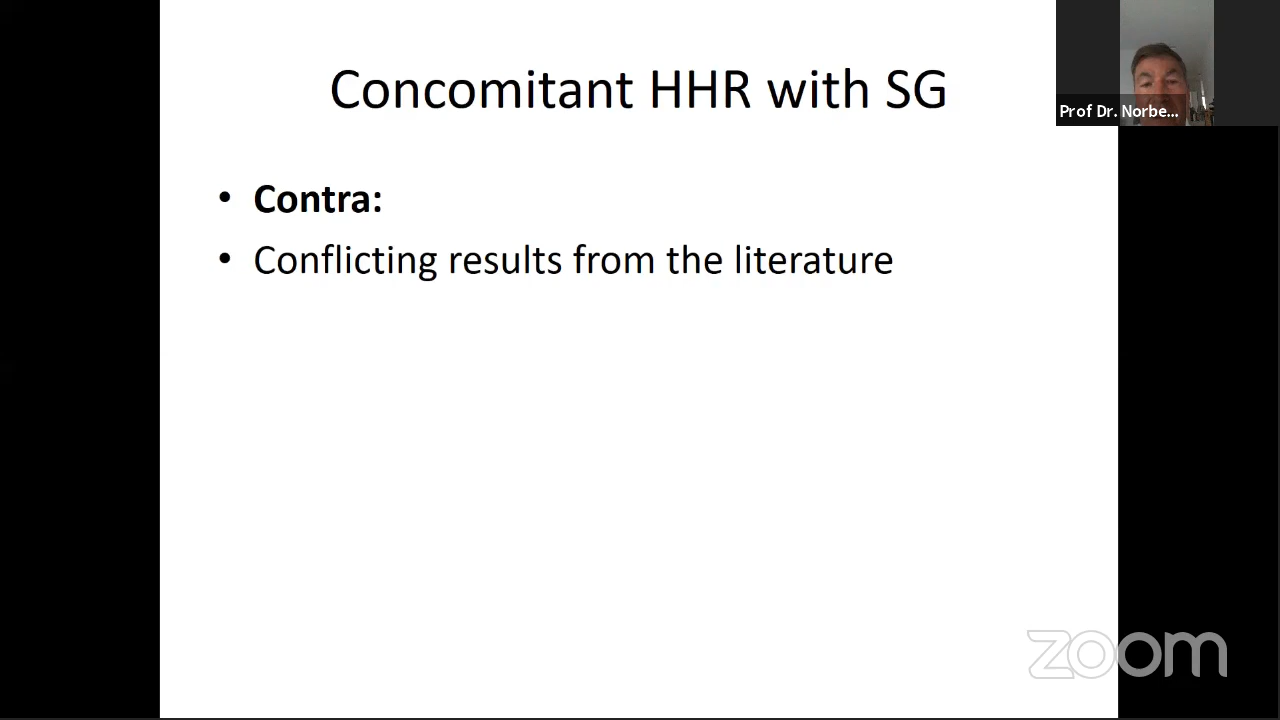 Concomitant HHR with SG
Prof Dr. Norbe...
• Contra:
• Conflicting results from the literature
zoom